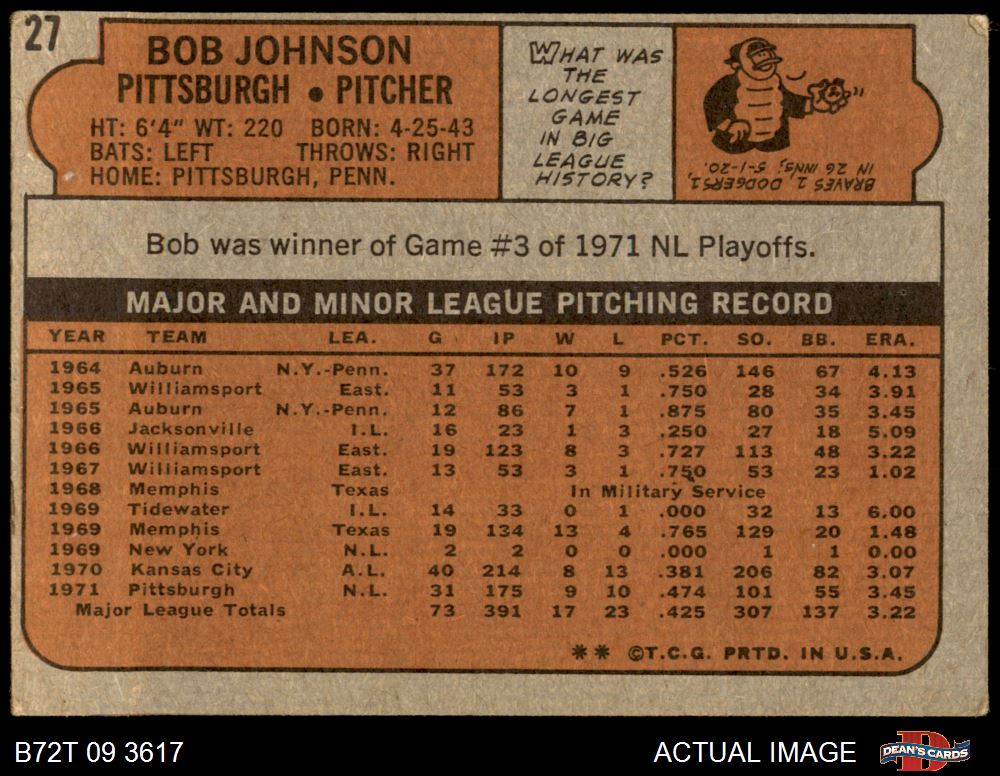 27
BOB JOHNSON
PITTSBURGH • PITCHER
HT: 6'4" WT: 220 BORN: 4-25-43
BATS: LEFT THROWS: RIGHT
HOME: PITTSBURGH, PENN.
WHAT WAS
THE
LONGEST
GAME
IN BIG
LEAGUE
HISTORY?
BRAVES 1, DODGERS 1,
IN 26 INNS; 5-1-20.
Bob was winner of Game #3 of 1971 NL Playoffs.
MAJOR AND MINOR LEAGUE PITCHING RECORD
YEAR TEAM LEA. G IP W L PCT. SO. BB. ERA.
1964 Auburn N.Y.-Penn. 37 172 10 9 .526 146 67 4.13
1965 Williamsport East. 11 53 3 1 .750 28 34 3.91
1965 Auburn N.Y.-Penn. 12 86 7 1 .875 80 35 3.45
1966 Jacksonville I.L. 16 23 1 3 .250 27 18 5.09
1966 Williamsport East. 19 123 8 3 .727 113 48 3.22
1967 Williamsport East. 13 53 3 1 .750 53 23 1.02
1968 Memphis Texas In Military Service
1969 Tidewater I.L. 14 33 0 1 .000 32 13 6.00
1969 Memphis Texas 19 134 13 4 .765 129 20 1.48
1969 New York N.L. 2 2 0 0 .000 1 1 0.00
1970 Kansas City A.L. 40 214 8 13 .381 206 82 3.07
1971 Pittsburgh N.L. 31 175 9 10 .474 101 55 3.45
Major League Totals 73 391 17 23 .425 307 137 3.22
** ©T.C.G. PRTD. IN U.S.A.
B72T 09 3617 ACTUAL IMAGE DEAN'S CARDS